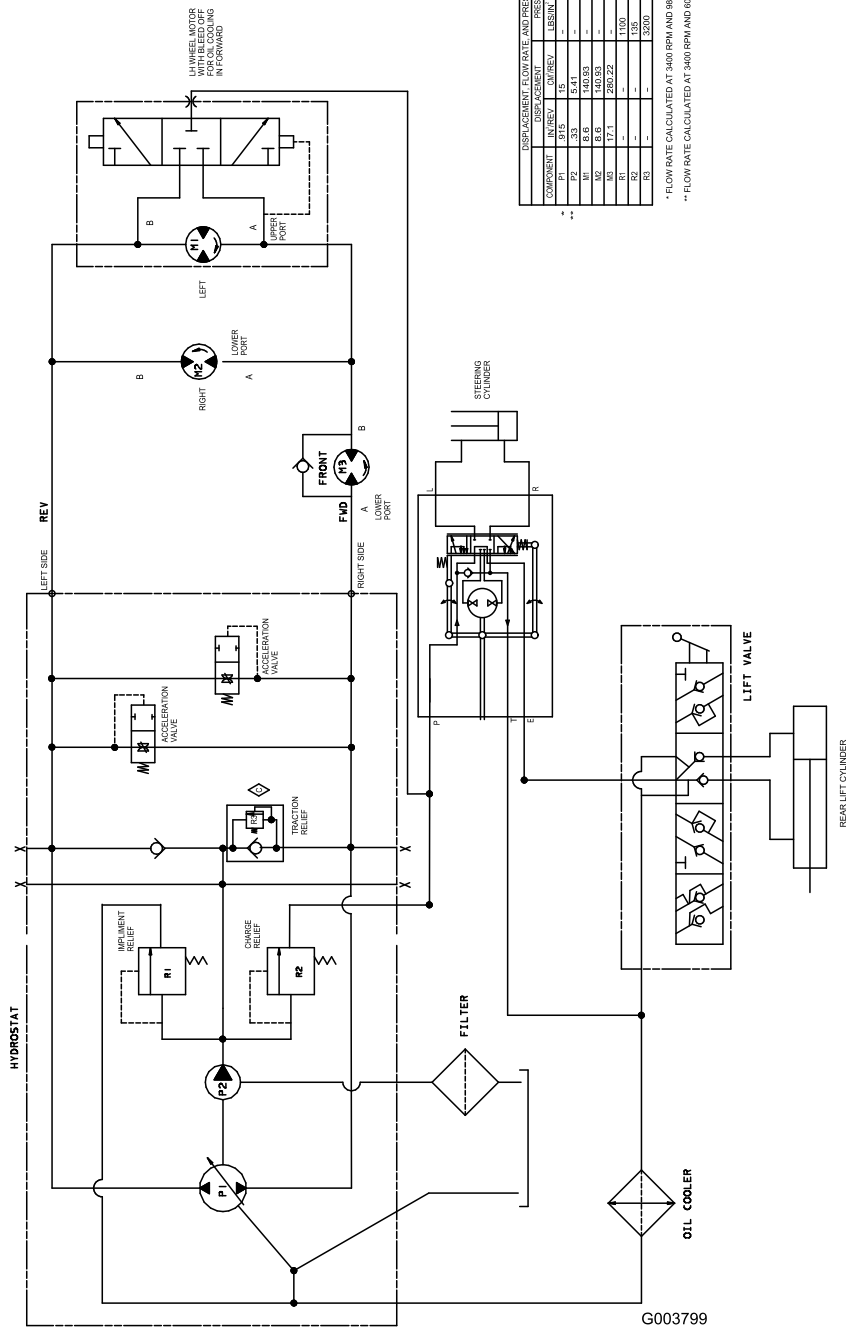 LH WHEEL MOTOR
WITH BLEED OFF
FOR OIL COOLING
IN FORWARD
B
A
UPPER
PORT
M1
LEFT
B
A
LOWER
PORT
M2
RIGHT
REV
LEFT SIDE
FRONT
M3
B
A
LOWER
PORT
FWD
RIGHT SIDE
STEERING
CYLINDER
L
R
P
T
E
ACCELERATION
VALVE
ACCELERATION
VALVE
C
R3
TRACTION
RELIEF
IMPLIMENT
RELIEF
R1
CHARGE
RELIEF
R2
HYDROSTAT
P2
P1
FILTER
OIL COOLER
LIFT VALVE
REAR LIFT CYLINDER
DISPLACEMENT, FLOW RATE, AND PRES
DISPLACEMENT PRES
COMPONENT IN³/REV CM³/REV LBS/IN
* P1 .915 15 –
** P2 .33 5.41 –
M1 8.6 140.93 –
M2 8.6 140.93 –
M3 17.1 280.22 –
R1 – – 1100
R2 – – 135
R3 – – 3200
* FLOW RATE CALCULATED AT 3400 RPM AND 98
** FLOW RATE CALCULATED AT 3400 RPM AND 60
G003799